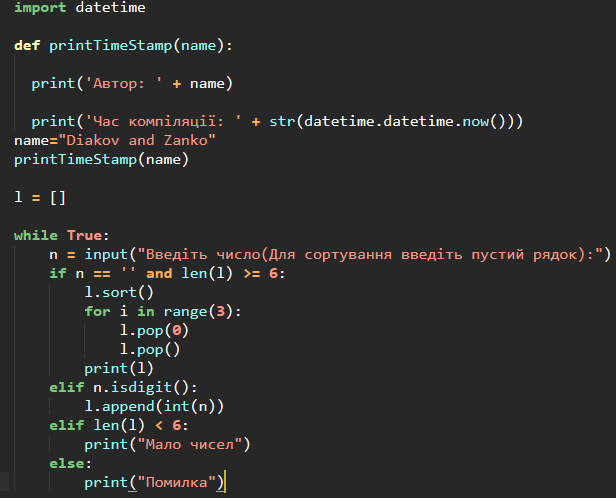 import datetime
def printTimeStamp(name):
print('Автор: ' + name)
print('Час компіляції: ' + str(datetime.datetime.now()))
name="Diakov and Zanko"
printTimeStamp(name)
l = []
while True:
n = input("Введіть число(Для сортування введіть пустий рядок):")
if n == '' and len(l) >= 6:
l.sort()
for i in range(3):
l.pop(0)
l.pop()
print(l)
elif n.isdigit():
l.append(int(n))
elif len(l) < 6:
print("Мало чисел")
else:
print("Помилка")